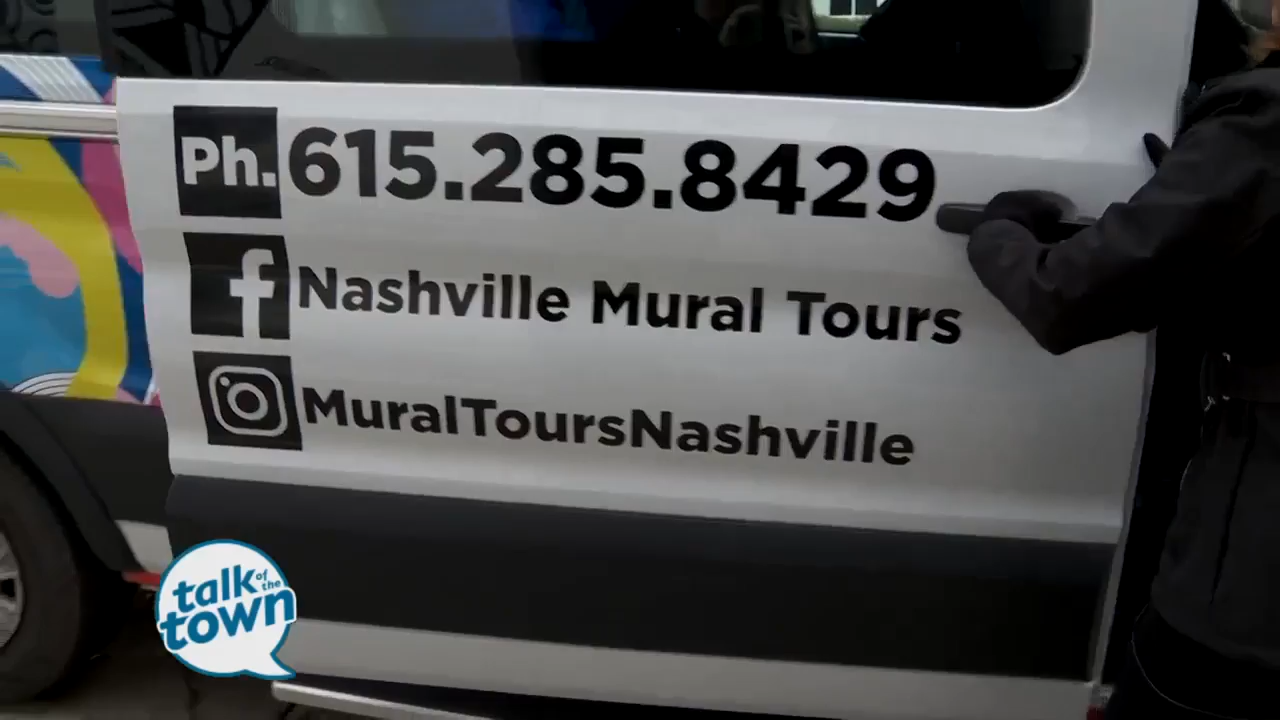 Ph. 615.285.8429
f Nashville Mural Tours
MuralToursNashville
talk of the
town